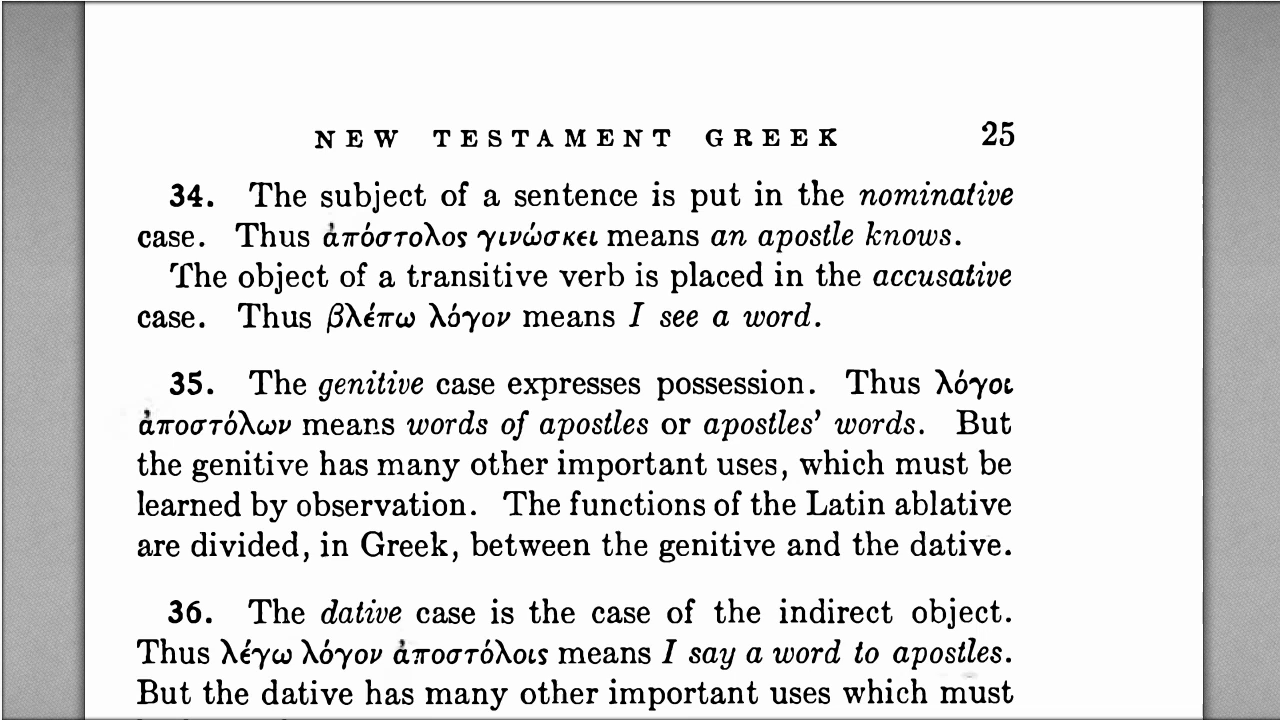 NEW TESTAMENT GREEK 25
34. The subject of a sentence is put in the nominative
case. Thus ἀπόστολος γινώσκει means an apostle knows.
The object of a transitive verb is placed in the accusative
case. Thus βλέπω λόγον means I see a word.
35. The genitive case expresses possession. Thus λόγοι
ἀποστόλων means words of apostles or apostles' words. But
the genitive has many other important uses, which must be
learned by observation. The functions of the Latin ablative
are divided, in Greek, between the genitive and the dative.
36. The dative case is the case of the indirect object.
Thus λέγω λόγον ἀποστόλοις means I say a word to apostles.
But the dative has many other important uses which must